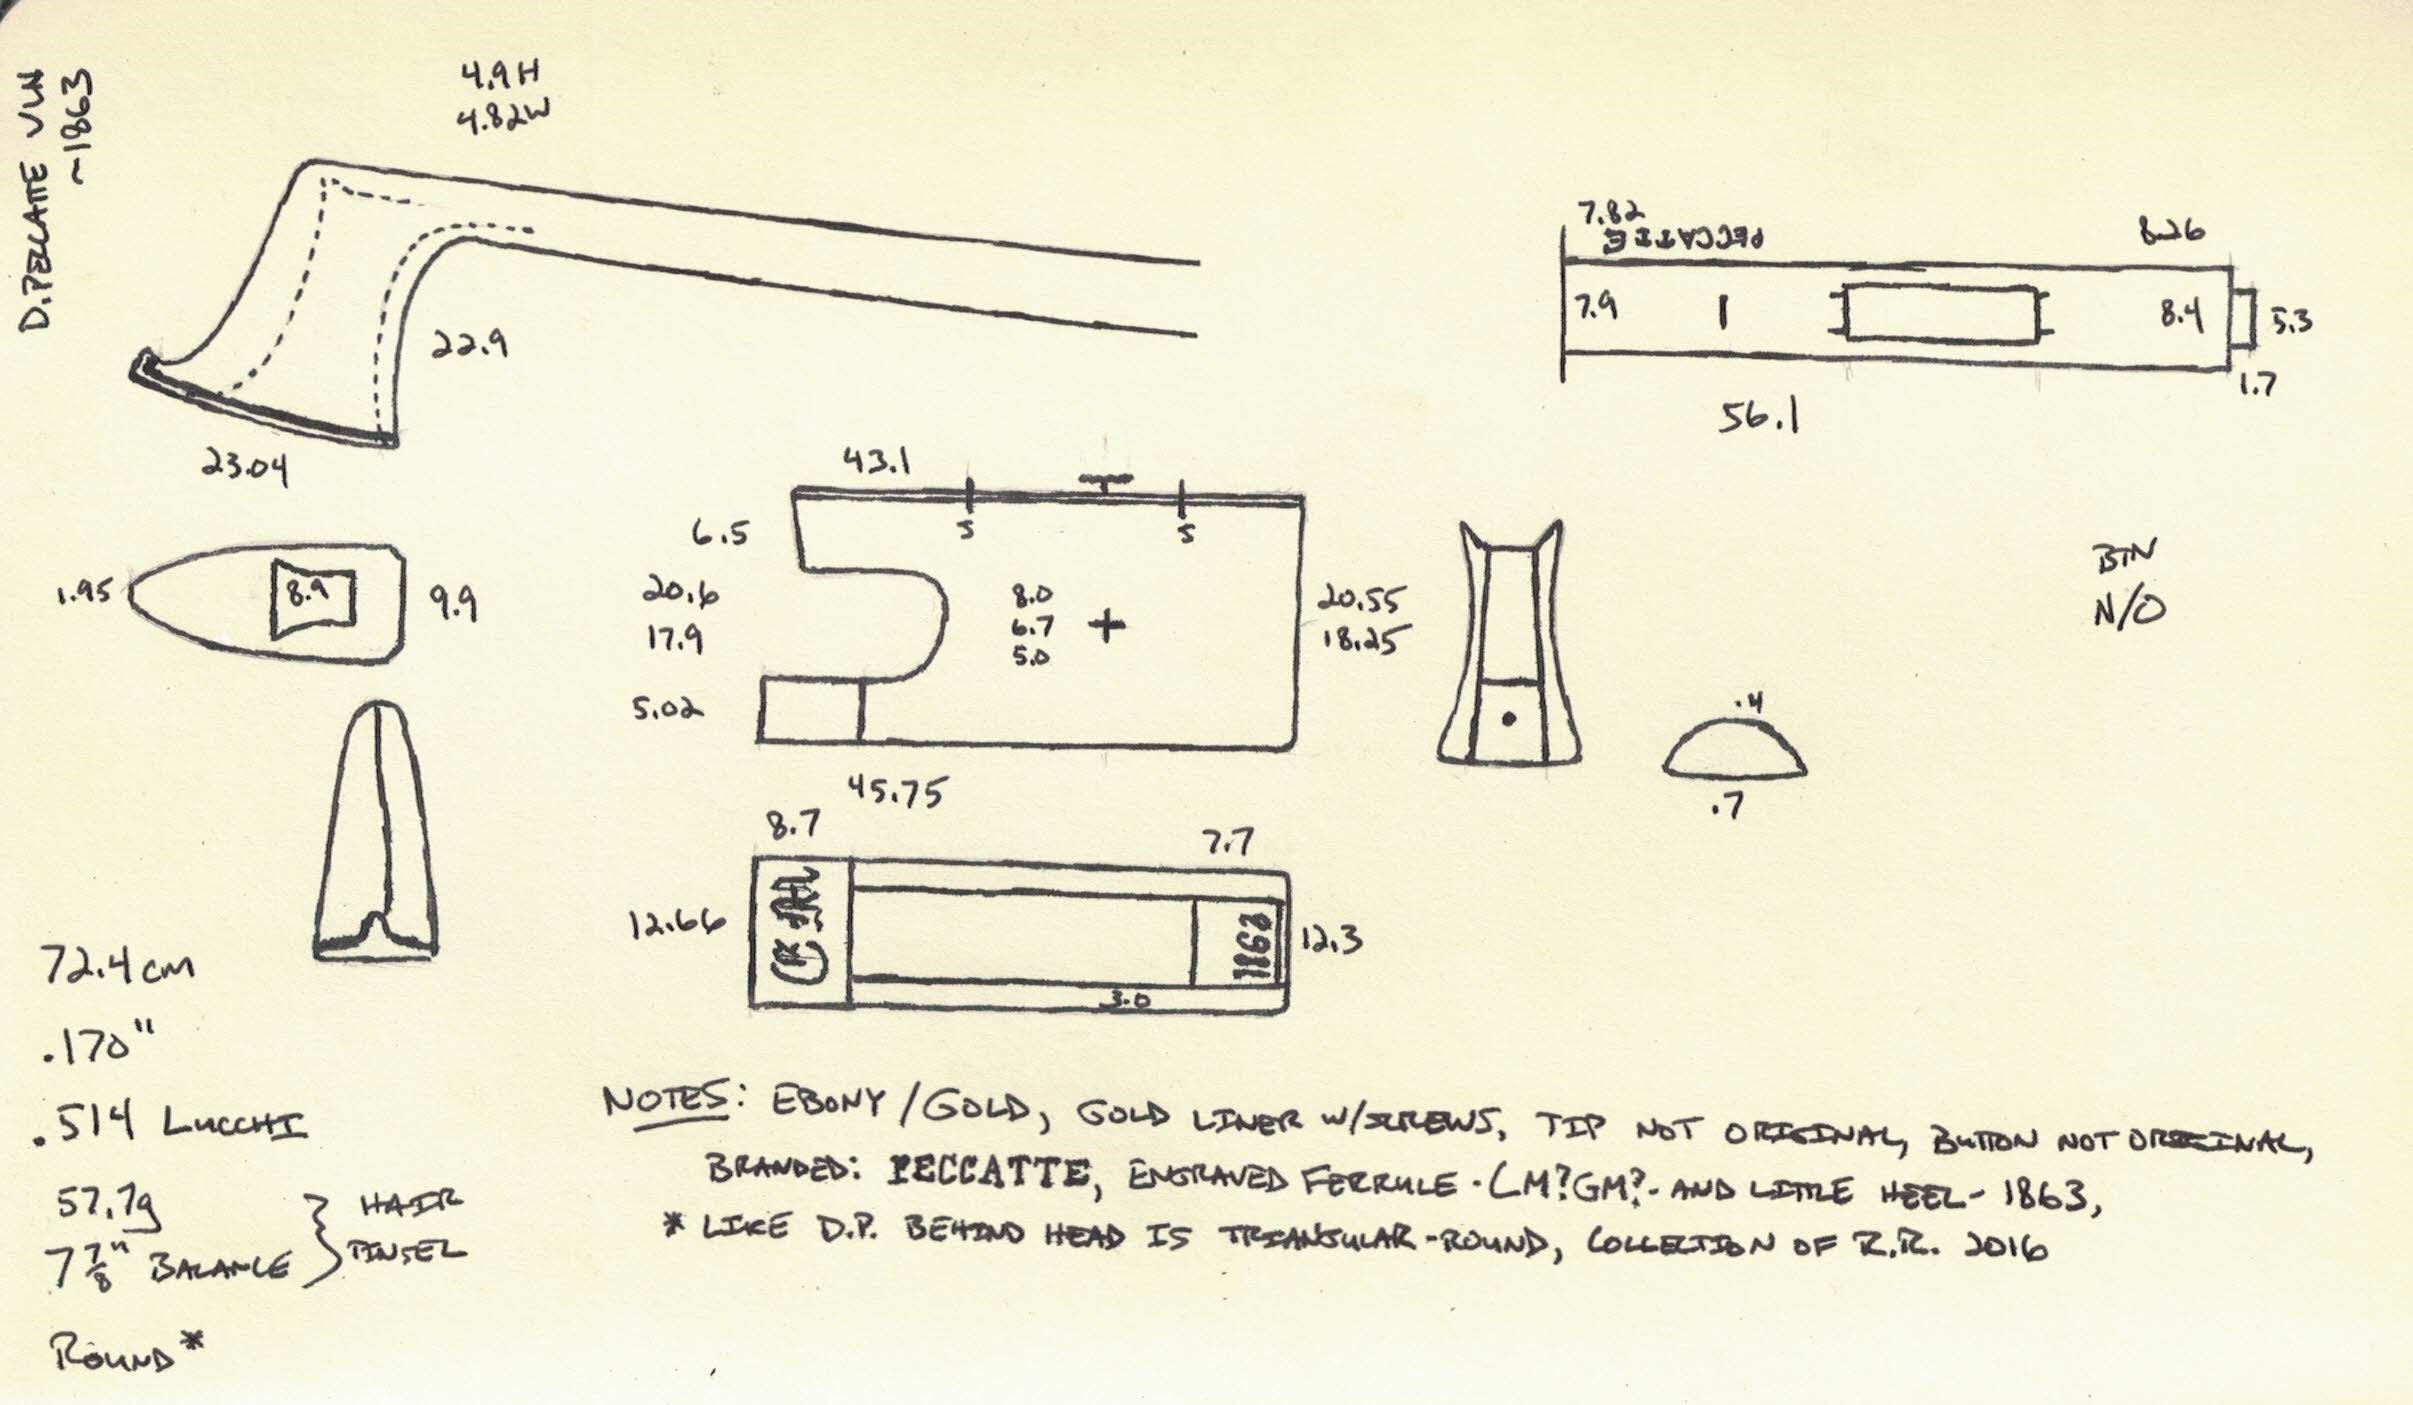 D.PECCATTE VLN
~1863
4.9H
4.82W
22.9
23.04
7.82
PECCATTE
8.26
7.9
8.4
5.3
1.7
56.1
43.1
6.5
S
S
20.6
17.9
8.0
6.7
5.0
20.55
18.25
5.02
45.75
1.95
8.9
9.9
BTN
N/O
.4
.7
8.7
7.7
12.66
1863
12.3
3.0
72.4cm
.170"
.514 LUCCHI
57.7g
7 7/8" BALANCE
} HAIR
TINSEL
ROUND*
NOTES: EBONY/GOLD, GOLD LINER W/SCREWS, TIP NOT ORIGINAL, BUTTON NOT ORIGINAL,
BRANDED: PECCATTE, ENGRAVED FERRULE - LM?GM? - AND LITTLE HEEL - 1863,
* LIKE D.P. BEHIND HEAD IS TRIANGULAR-ROUND, COLLECTION OF R.R. 2016